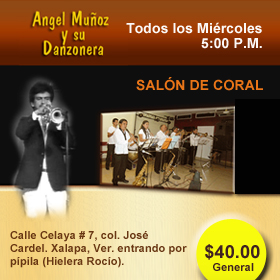 Angel Muñoz
y su
Danzonera
Todos los Miércoles
5:00 P.M.
SALÓN DE CORAL
Calle Celaya # 7, col. José
Cardel. Xalapa, Ver. entrando por
pípila (Hielera Rocío).
$40.00
General